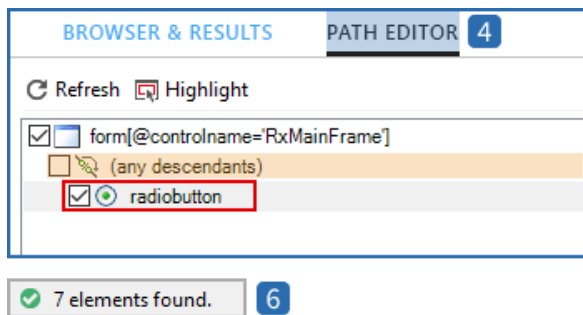 BROWSER & RESULTS PATH EDITOR 4
Refresh Highlight
form[@controlname='RxMainFrame']
(any descendants)
radiobutton
7 elements found. 6